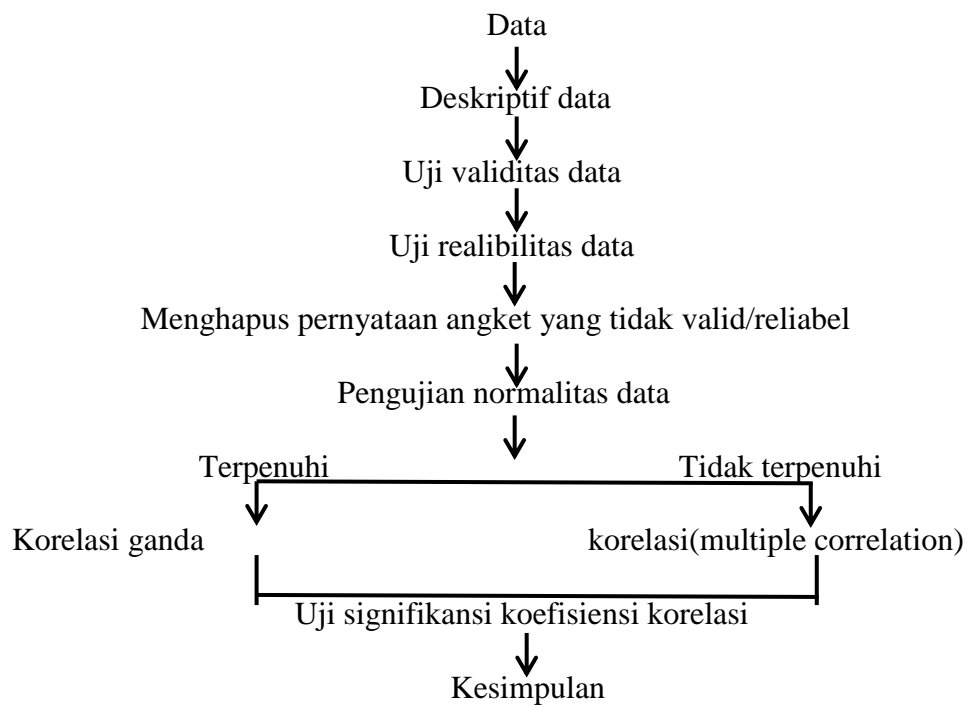 Data
Deskriptif data
Uji validitas data
Uji realibilitas data
Menghapus pernyataan angket yang tidak valid/reliabel
Pengujian normalitas data
Terpenuhi Tidak terpenuhi
Korelasi ganda korelasi(multiple correlation)
Uji signifikansi koefisiensi korelasi
Kesimpulan